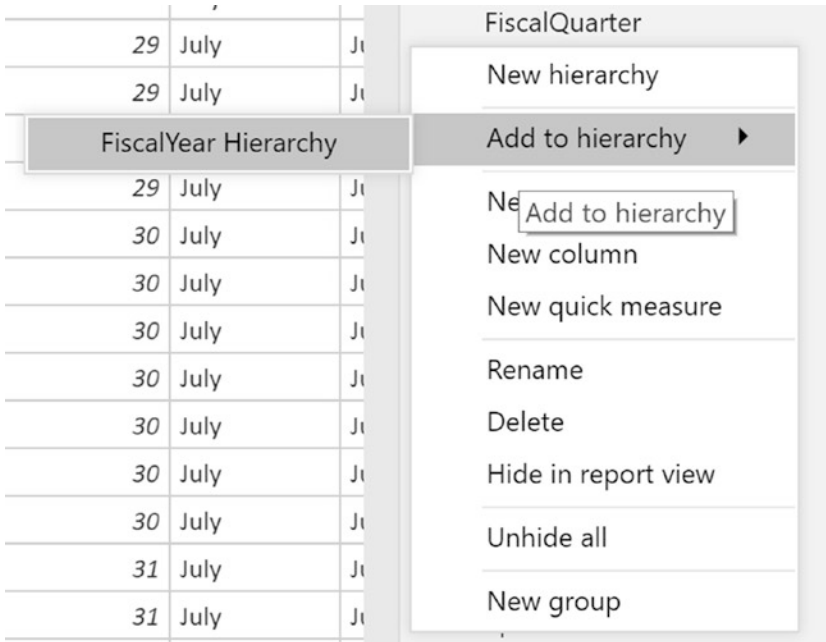 29 July
29 July
29 July
30 July
30 July
30 July
30 July
30 July
30 July
30 July
31 July
31 July
FiscalQuarter
New hierarchy
Add to hierarchy
FiscalYear Hierarchy
Add to hierarchy
New column
New quick measure
Rename
Delete
Hide in report view
Unhide all
New group